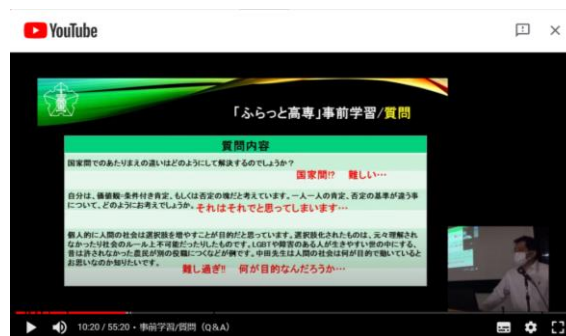 YouTube
「ふらっと高専」事前学習/質問
質問内容
国家間でのあたりまえの違いはどのようにして解決するのでしょうか?
国家間!? 難しい…
自分は、価値観=条件付き肯定、もしくは否定の塊だと考えています。一人一人の肯定、否定の基準が違う事
について、どのようにお考えでしょうか。それはそれでと思ってしまいます…
個人的に人間の社会は選択肢を増やすことが目的だと思っています。選択肢化されたものは、元々理解され
なかったり社会のルール上不可能だったりしたものです。LGBTや障害のある人が生きやすい世の中にする、
昔は許されなかった農民が別の役職につくなどが例です。中田先生は人間の社会は何が目的で動いていると
お思いなのか知りたいです。
難し過ぎ!! 何が目的なんだろうか…
10:20 / 55:20・事前学習/質問(Q&A)